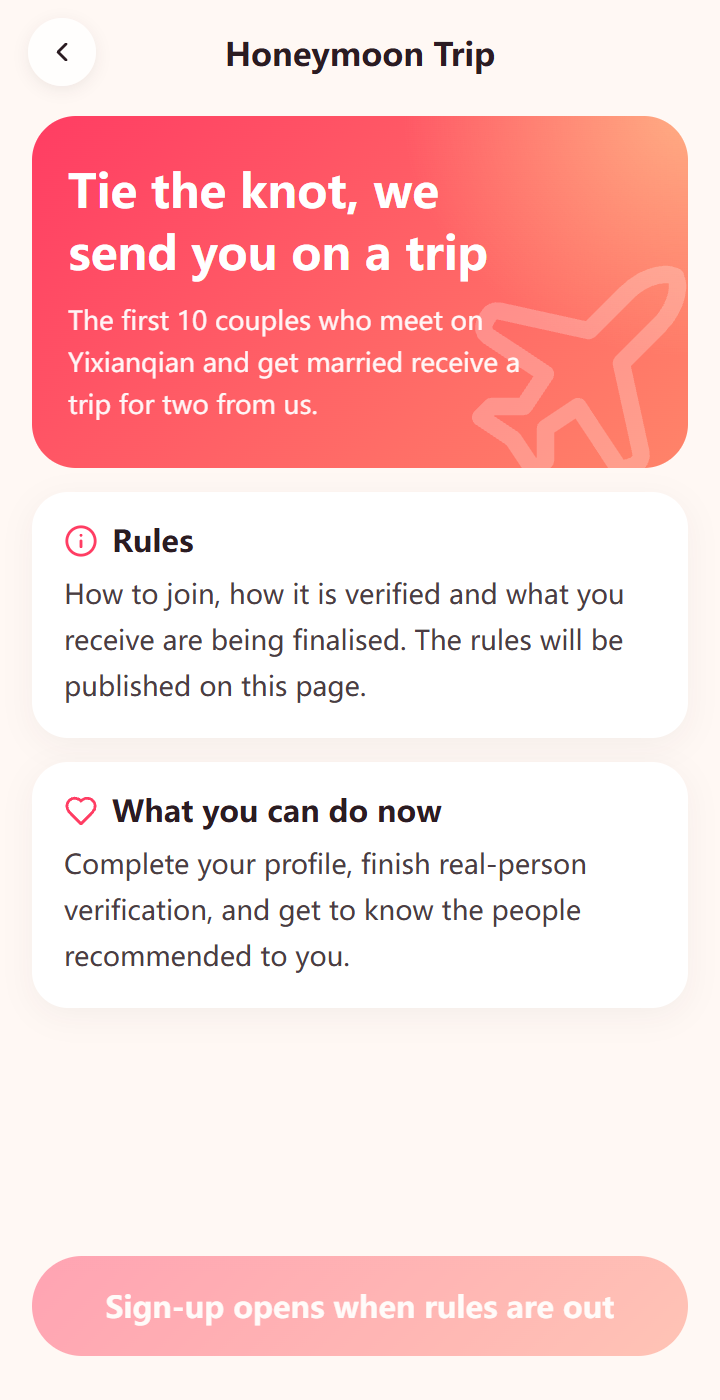 Honeymoon Trip
Tie the knot, we
send you on a trip
The first 10 couples who meet on
Yixianqian and get married receive a
trip for two from us.
Rules
How to join, how it is verified and what you
receive are being finalised. The rules will be
published on this page.
What you can do now
Complete your profile, finish real-person
verification, and get to know the people
recommended to you.
Sign-up opens when rules are out